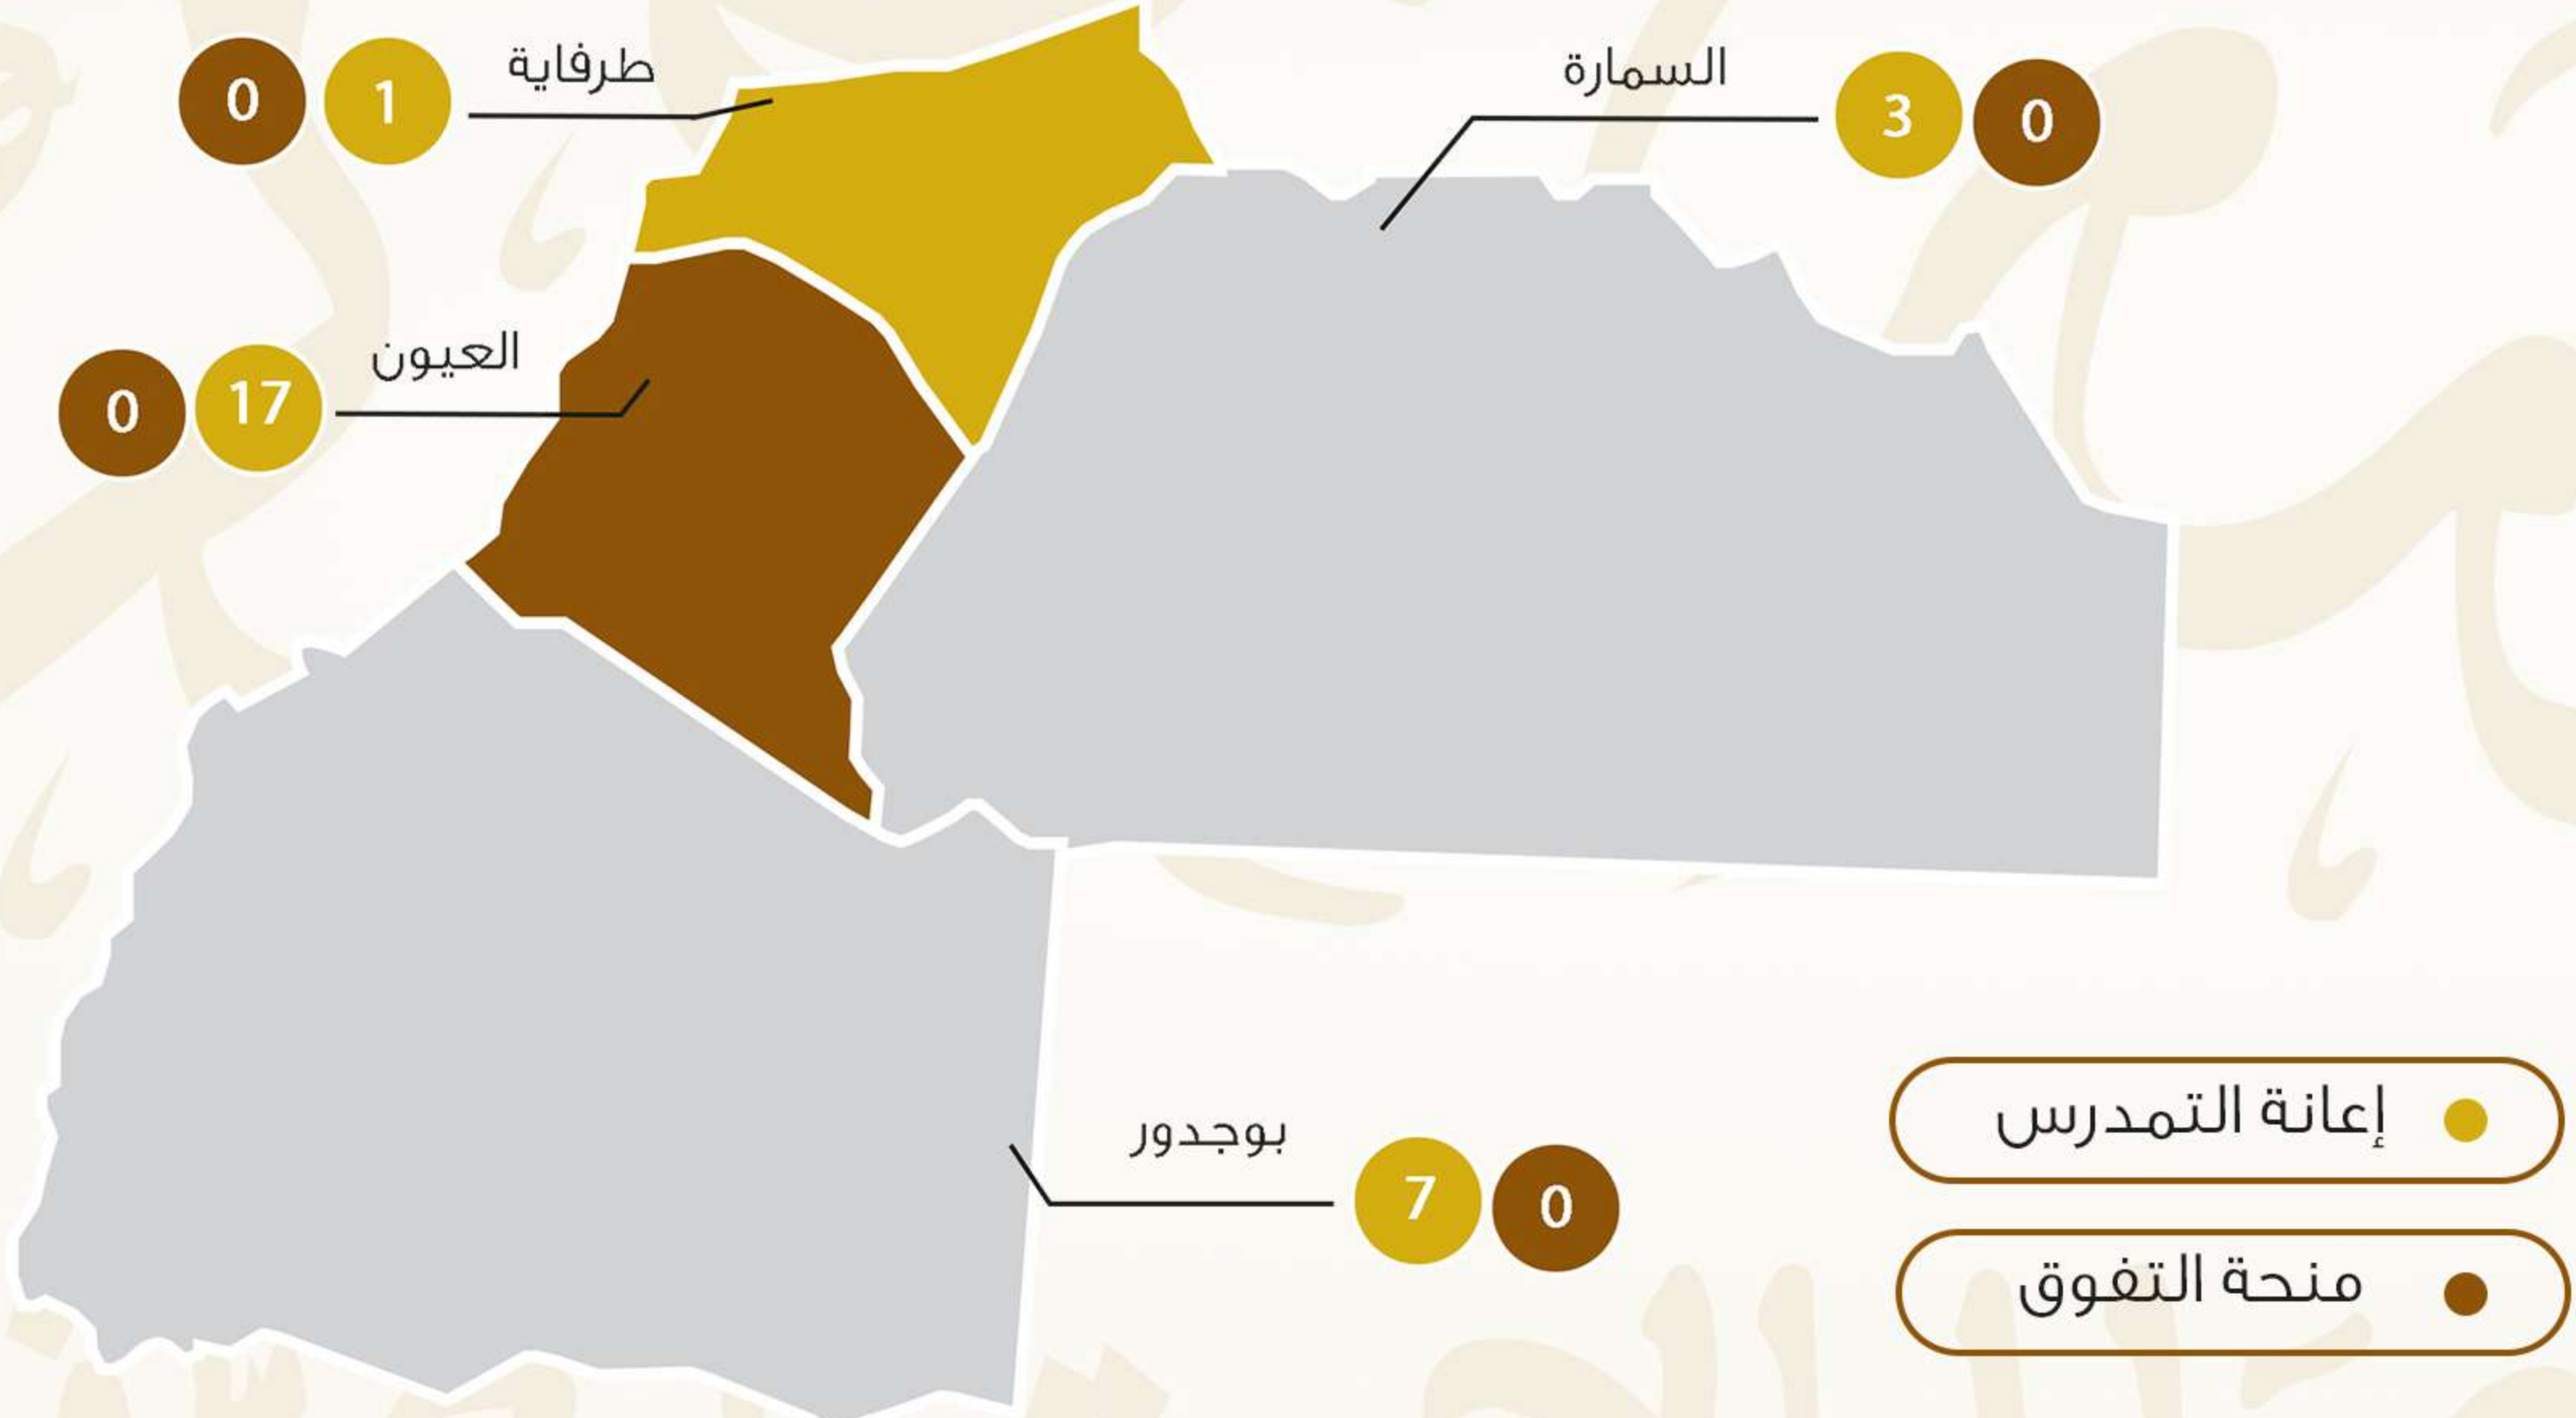 طرفاية
1
0
السمارة
3
0
العيون
17
0
بوجدور
7
0
إعانة التمدرس
منحة التفوق